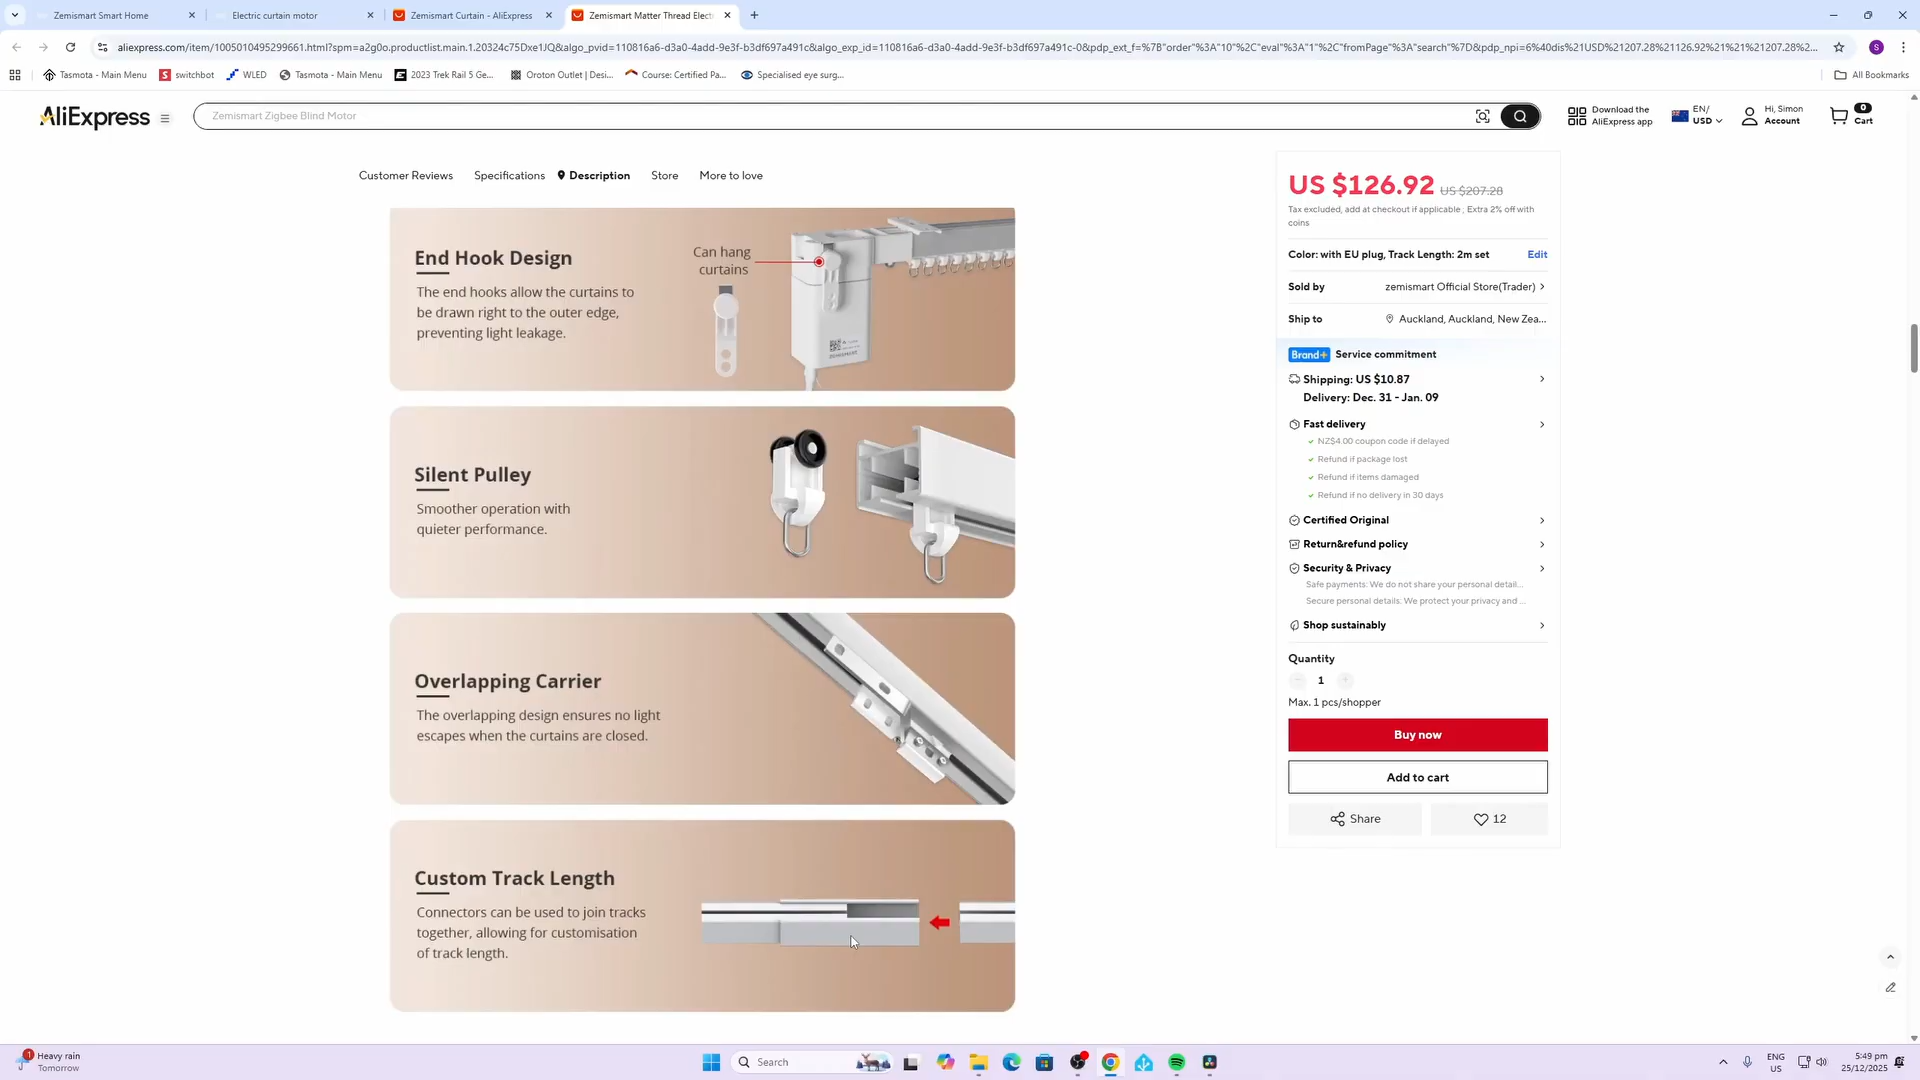 Zemismart Smart Home
Electric curtain motor
Zemismart Curtain - AliExpress
Zemismart Matter Thread Elect
aliexpress.com/item/1005010495299661.html?spm=a2g0o.productlist.main.1.20324c75Dxe1JQ&algo_pvid=110816a6-d3a0-4add-9e3f-b3df697a491c&algo_exp_id=110816a6-d3a0-4add-9e3f-b3df697a491c-0&pdp_ext_f=%7B"order"%3A"10"%2C"eval"%3A"1"%2C"fromPage"%3A"search"%7D&pdp_npi=6%40dis%21USD%21207.28%21126.92%21%21%21207.28%...
Tasmota - Main Menu
switchbot
WLED
Tasmota - Main Menu
2023 Trek Rail 5 Ge...
Oroton Outlet | Desi...
Course: Certified Pa...
Specialised eye surg...
All Bookmarks
AliExpress
Zemismart Zigbee Blind Motor
Download the
AliExpress app
EN/
USD
Hi, Simon
Account
0
Cart
Customer Reviews
Specifications
Description
Store
More to love
End Hook Design
The end hooks allow the curtains to
be drawn right to the outer edge,
preventing light leakage.
Can hang
curtains
Silent Pulley
Smoother operation with
quieter performance.
Overlapping Carrier
The overlapping design ensures no light
escapes when the curtains are closed.
Custom Track Length
Connectors can be used to join tracks
together, allowing for customisation
of track length.
US $126.92 US $207.28
Tax excluded, add at checkout if applicable ; Extra 2% off with
coins
Color: with EU plug, Track Length: 2m set
Edit
Sold by
zemismart Official Store(Trader)
Ship to
Auckland, Auckland, New Zea...
Brand+ Service commitment
Shipping: US $10.87
Delivery: Dec. 31 - Jan. 09
Fast delivery
NZ$4.00 coupon code if delayed
Refund if package lost
Refund if items damaged
Refund if no delivery in 30 days
Certified Original
Return&refund policy
Security & Privacy
Safe payments: We do not share your personal detail...
Secure personal details: We protect your privacy and ...
Shop sustainably
Quantity
1
Max. 1 pcs/shopper
Buy now
Add to cart
Share
12
1
Heavy rain
Tomorrow
Search
ENG
US
5:49 pm
25/12/2025